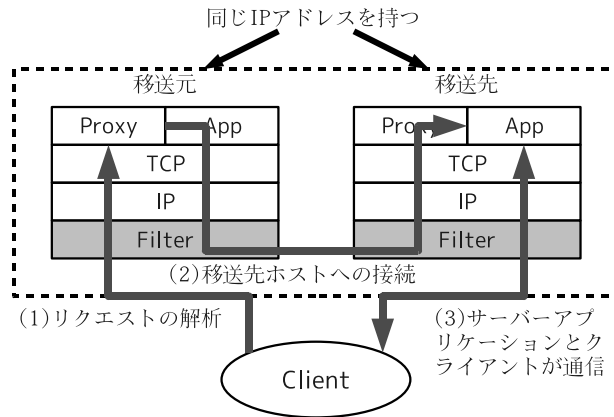 同じIPアドレスを持つ
移送元
移送先
Proxy
App
Proxy
App
TCP
TCP
IP
IP
Filter
Filter
(2)移送先ホストへの接続
(1)リクエストの解析
(3)サーバーアプ
リケーションとク
ライアントが通信
Client